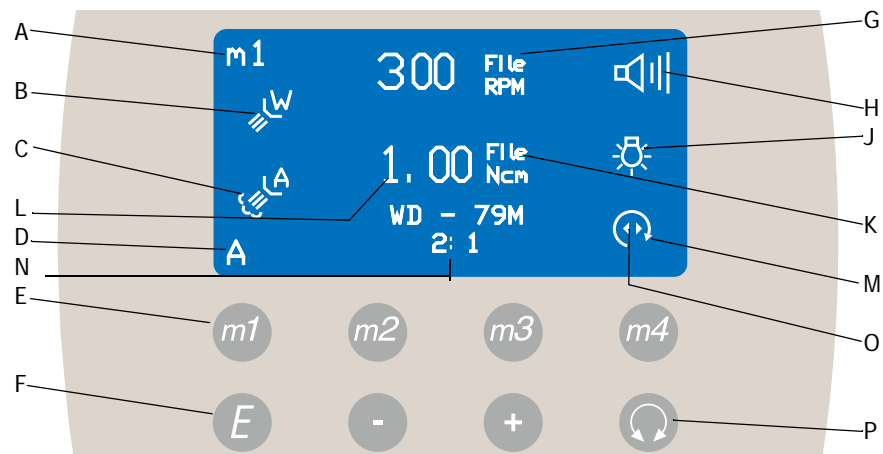 A m1 300 File RPM G
B W H
C A J
L 1.00 File Ncm K
D A WD - 79M M
N 2:1 O
E m1 m2 m3 m4
F E - + P